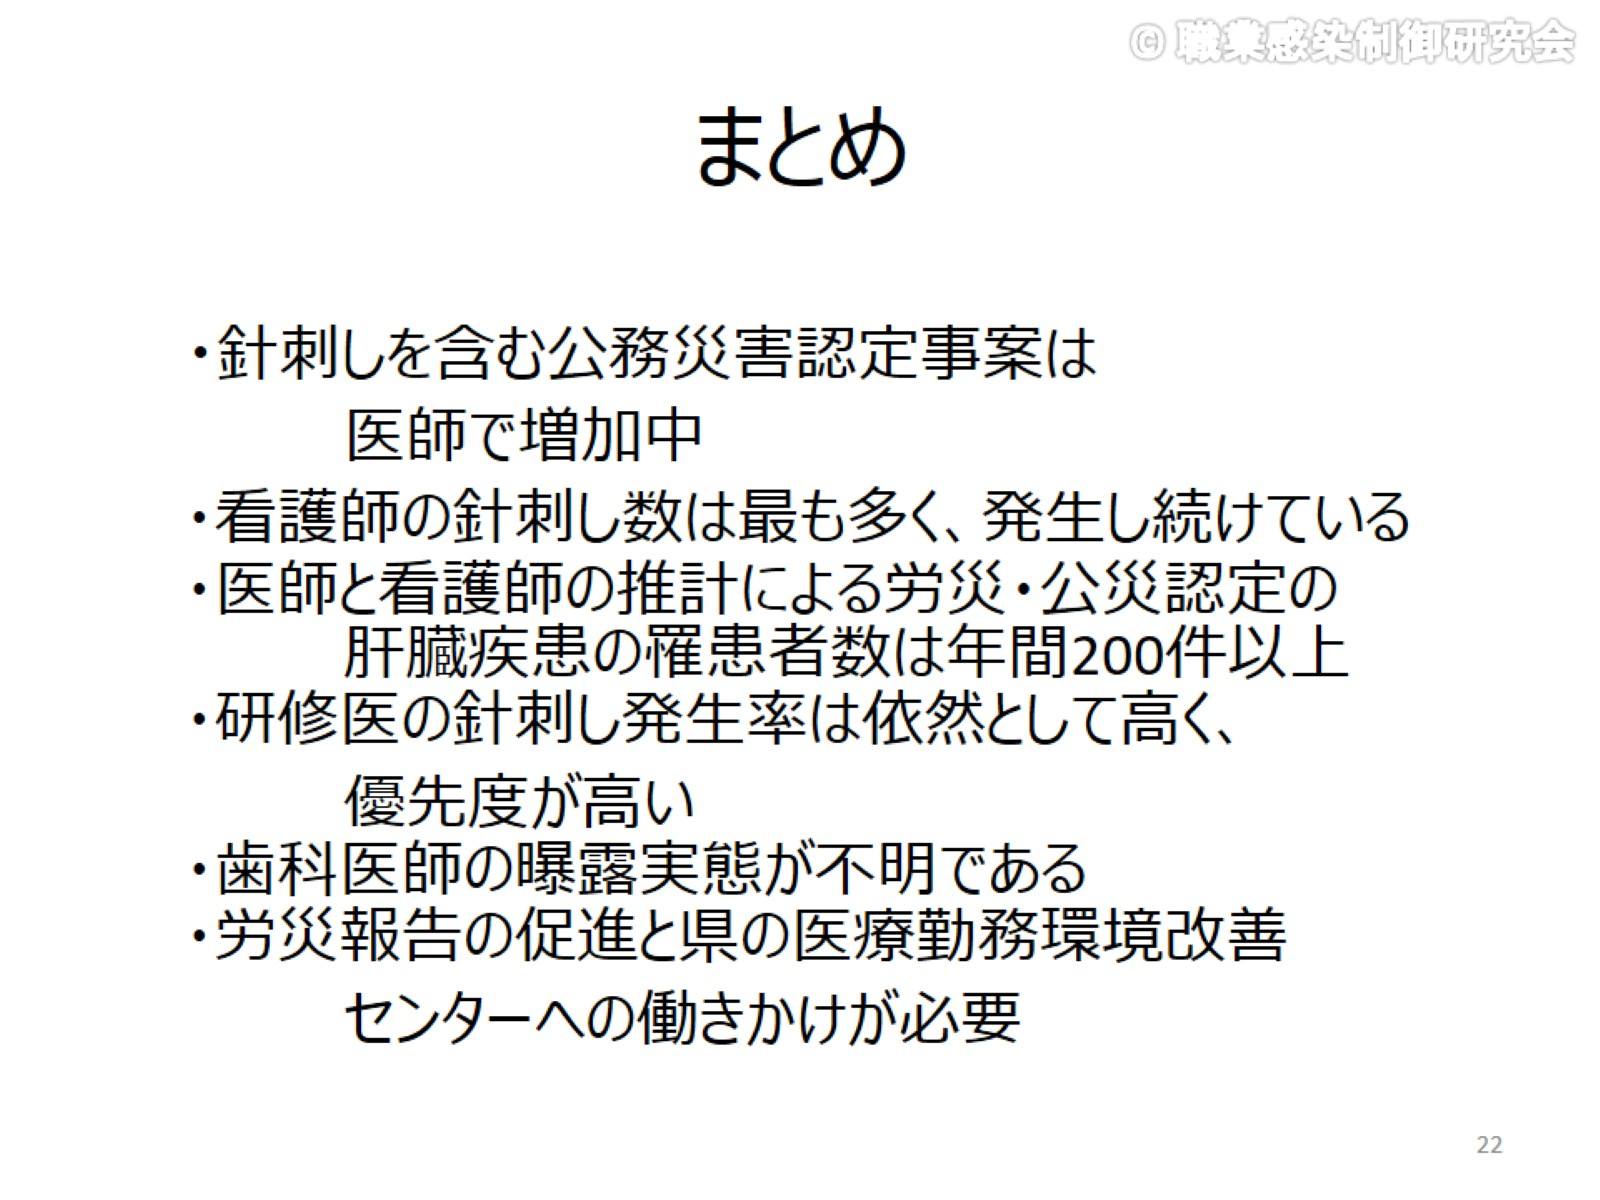 © 職業感染制御研究会
まとめ
・針刺しを含む公務災害認定事案は
医師で増加中
・看護師の針刺し数は最も多く、発生し続けている
・医師と看護師の推計による労災・公災認定の
肝臓疾患の罹患者数は年間200件以上
・研修医の針刺し発生率は依然として高く、
優先度が高い
・歯科医師の曝露実態が不明である
・労災報告の促進と県の医療勤務環境改善
センターへの働きかけが必要
22